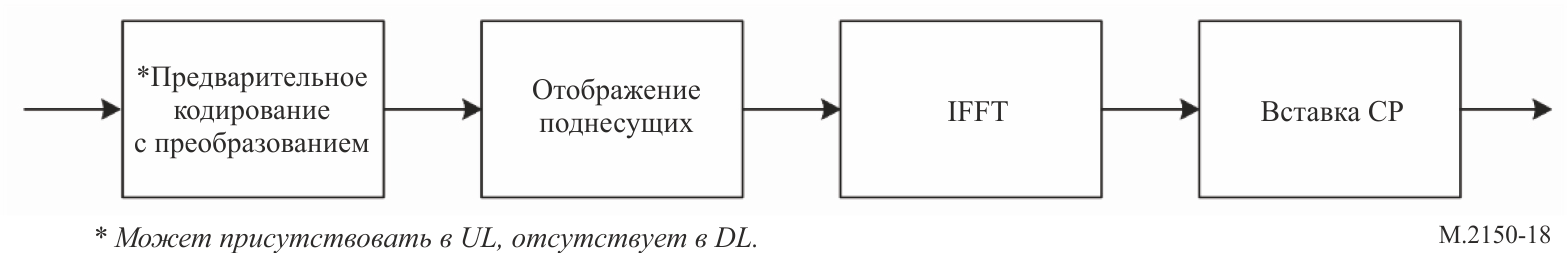 *Предварительное
кодирование
с преобразованием
Отображение
поднесущих
IFFT
Вставка CP
* Может присутствовать в UL, отсутствует в DL.
M.2150-18